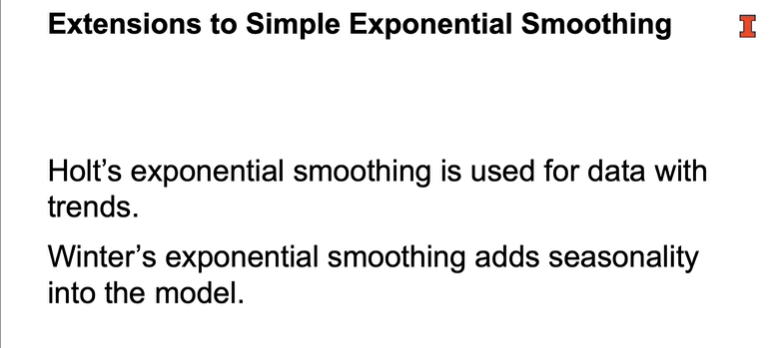 Extensions to Simple Exponential Smoothing
I
Holt’s exponential smoothing is used for data with
trends.
Winter’s exponential smoothing adds seasonality
into the model.